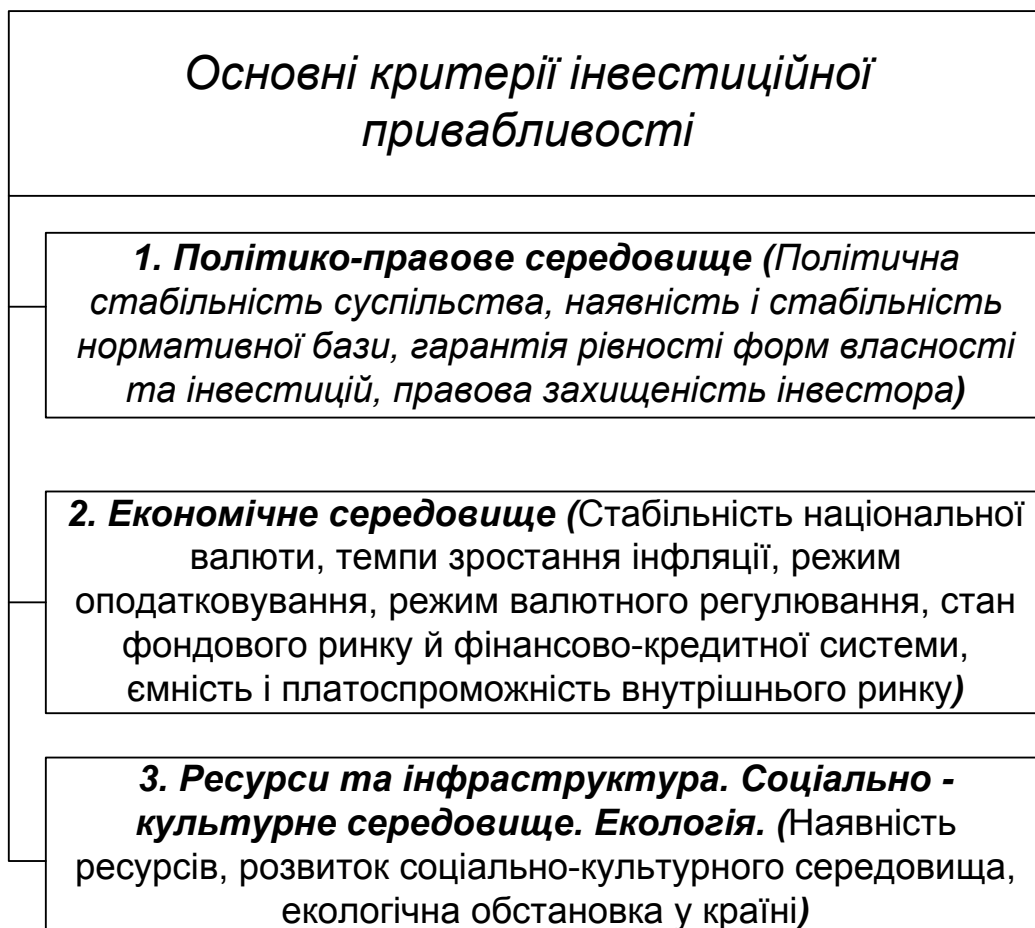 Основні критерії інвестиційної
привабливості
1. Політико-правове середовище (Політична
стабільність суспільства, наявність і стабільність
нормативної бази, гарантія рівності форм власності
та інвестицій, правова захищеність інвестора)
2. Економічне середовище (Стабільність національної
валюти, темпи зростання інфляції, режим
оподатковування, режим валютного регулювання, стан
фондового ринку й фінансово-кредитної системи,
ємність і платоспроможність внутрішнього ринку)
3. Ресурси та інфраструктура. Соціально -
культурне середовище. Екологія. (Наявність
ресурсів, розвиток соціально-культурного середовища,
екологічна обстановка у країні)